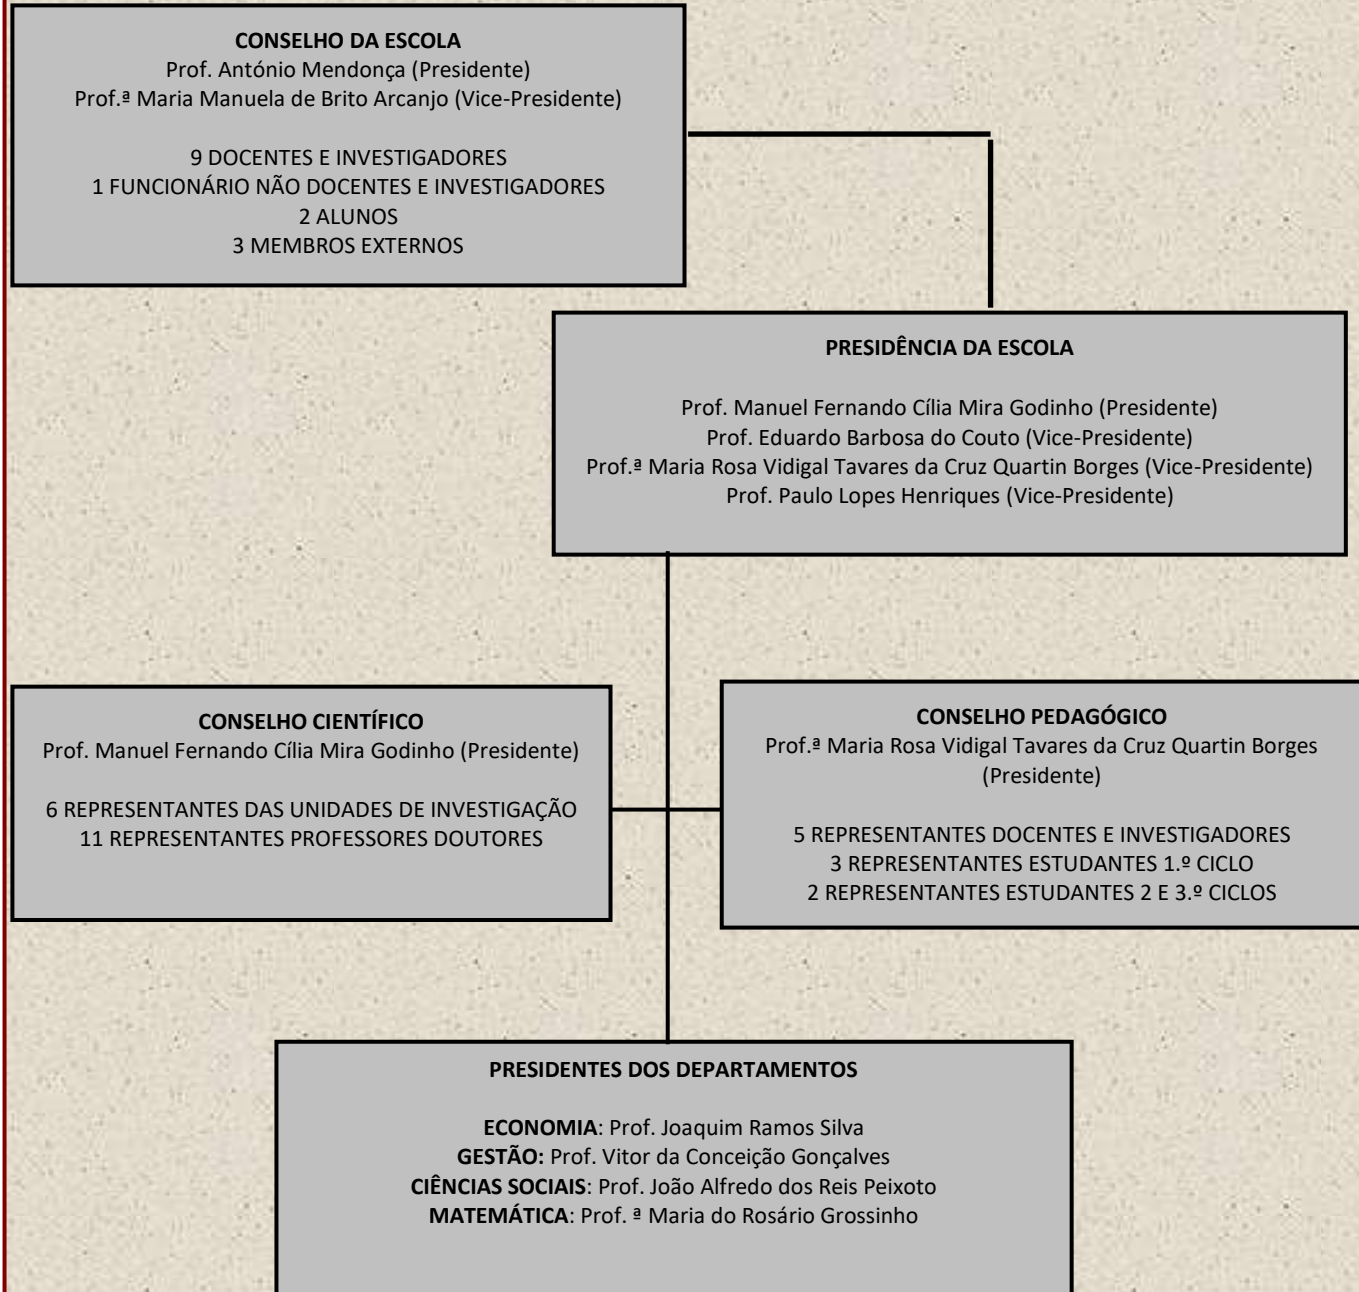 CONSELHO DA ESCOLA
Prof. António Mendonça (Presidente)
Prof.ª Maria Manuela de Brito Arcanjo (Vice-Presidente)
9 DOCENTES E INVESTIGADORES
1 FUNCIONÁRIO NÃO DOCENTES E INVESTIGADORES
2 ALUNOS
3 MEMBROS EXTERNOS
PRESIDÊNCIA DA ESCOLA
Prof. Manuel Fernando Cília Mira Godinho (Presidente)
Prof. Eduardo Barbosa do Couto (Vice-Presidente)
Prof.ª Maria Rosa Vidigal Tavares da Cruz Quartin Borges (Vice-Presidente)
Prof. Paulo Lopes Henriques (Vice-Presidente)
CONSELHO CIENTÍFICO
Prof. Manuel Fernando Cília Mira Godinho (Presidente)
6 REPRESENTANTES DAS UNIDADES DE INVESTIGAÇÃO
11 REPRESENTANTES PROFESSORES DOUTORES
CONSELHO PEDAGÓGICO
Prof.ª Maria Rosa Vidigal Tavares da Cruz Quartin Borges
(Presidente)
5 REPRESENTANTES DOCENTES E INVESTIGADORES
3 REPRESENTANTES ESTUDANTES 1.º CICLO
2 REPRESENTANTES ESTUDANTES 2 E 3.º CICLOS
PRESIDENTES DOS DEPARTAMENTOS
ECONOMIA: Prof. Joaquim Ramos Silva
GESTÃO: Prof. Vitor da Conceição Gonçalves
CIÊNCIAS SOCIAIS: Prof. João Alfredo dos Reis Peixoto
MATEMÁTICA: Prof. ª Maria do Rosário Grossinho